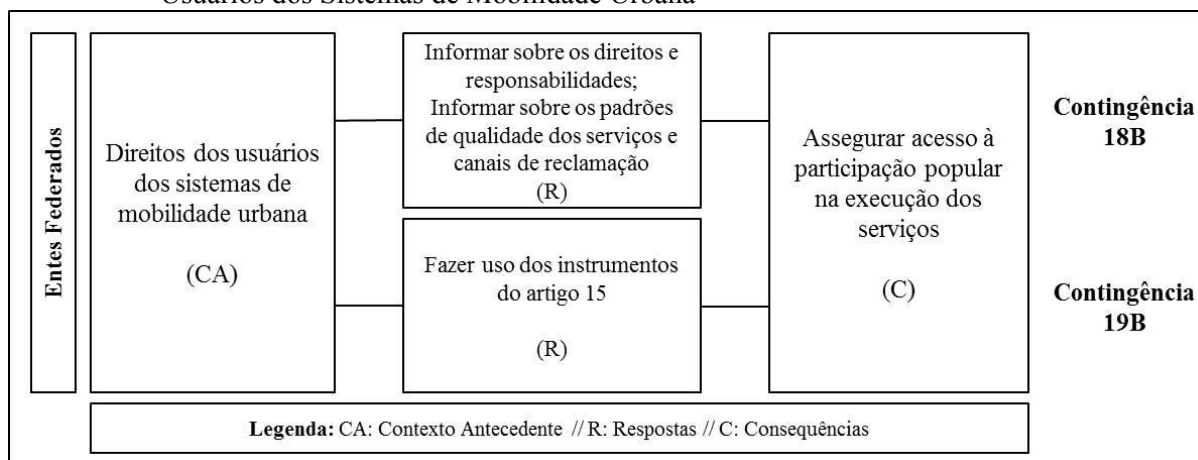 Usuários dos Sistemas de Mobilidade Urbana
Entes Federados
Direitos dos usuários
dos sistemas de
mobilidade urbana
(CA)
Informar sobre os direitos e
responsabilidades;
Informar sobre os padrões
de qualidade dos serviços e
canais de reclamação
(R)
Fazer uso dos instrumentos
do artigo 15
(R)
Assegurar acesso à
participação popular
na execução dos
serviços
(C)
Contingência
18B
Contingência
19B
Legenda: CA: Contexto Antecedente // R: Respostas // C: Consequências